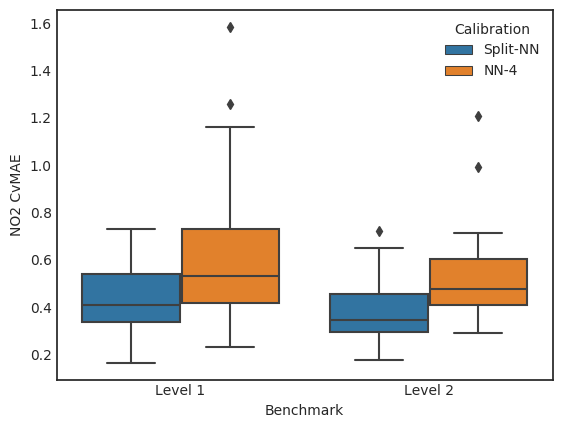 1.6
1.4
1.2
1.0
0.8
0.6
0.4
0.2
NO2 CvMAE
Calibration
Split-NN
NN-4
Level 1
Level 2
Benchmark